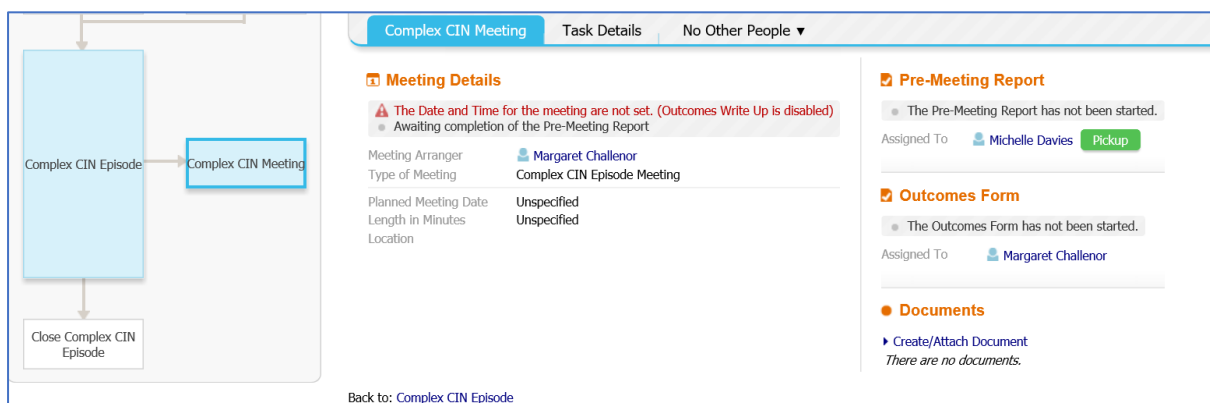 Complex CIN Episode
Complex CIN Meeting
Close Complex CIN
Episode
Complex CIN Meeting Task Details No Other People ▼
Meeting Details
The Date and Time for the meeting are not set. (Outcomes Write Up is disabled)
Awaiting completion of the Pre-Meeting Report
Meeting Arranger Margaret Challenor
Type of Meeting Complex CIN Episode Meeting
Planned Meeting Date Unspecified
Length in Minutes Unspecified
Location
Pre-Meeting Report
The Pre-Meeting Report has not been started.
Assigned To Michelle Davies Pickup
Outcomes Form
The Outcomes Form has not been started.
Assigned To Margaret Challenor
Documents
Create/Attach Document
There are no documents.
Back to: Complex CIN Episode